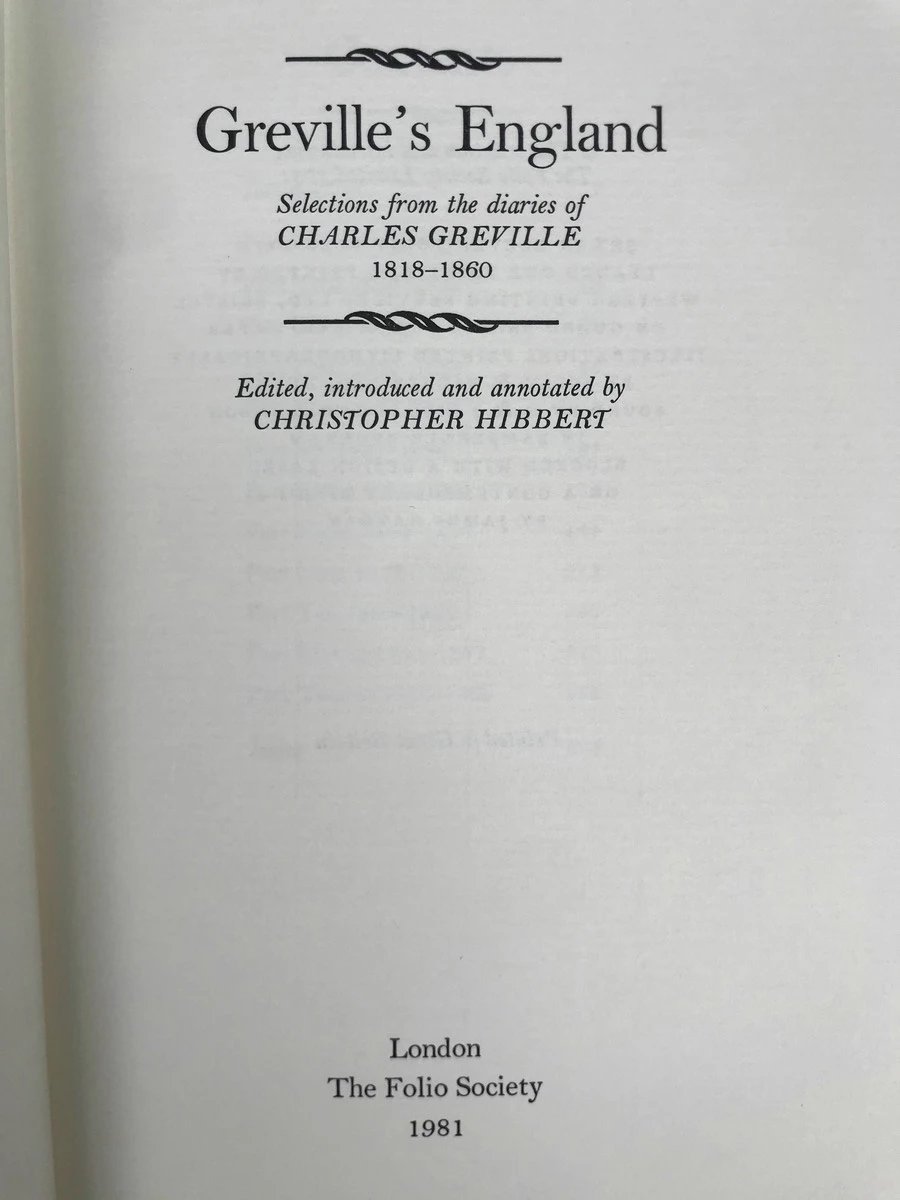 Greville's England
Selections from the diaries of
CHARLES GREVILLE
1818–1860
Edited, introduced and annotated by
CHRISTOPHER HIBBERT
London
The Folio Society
1981